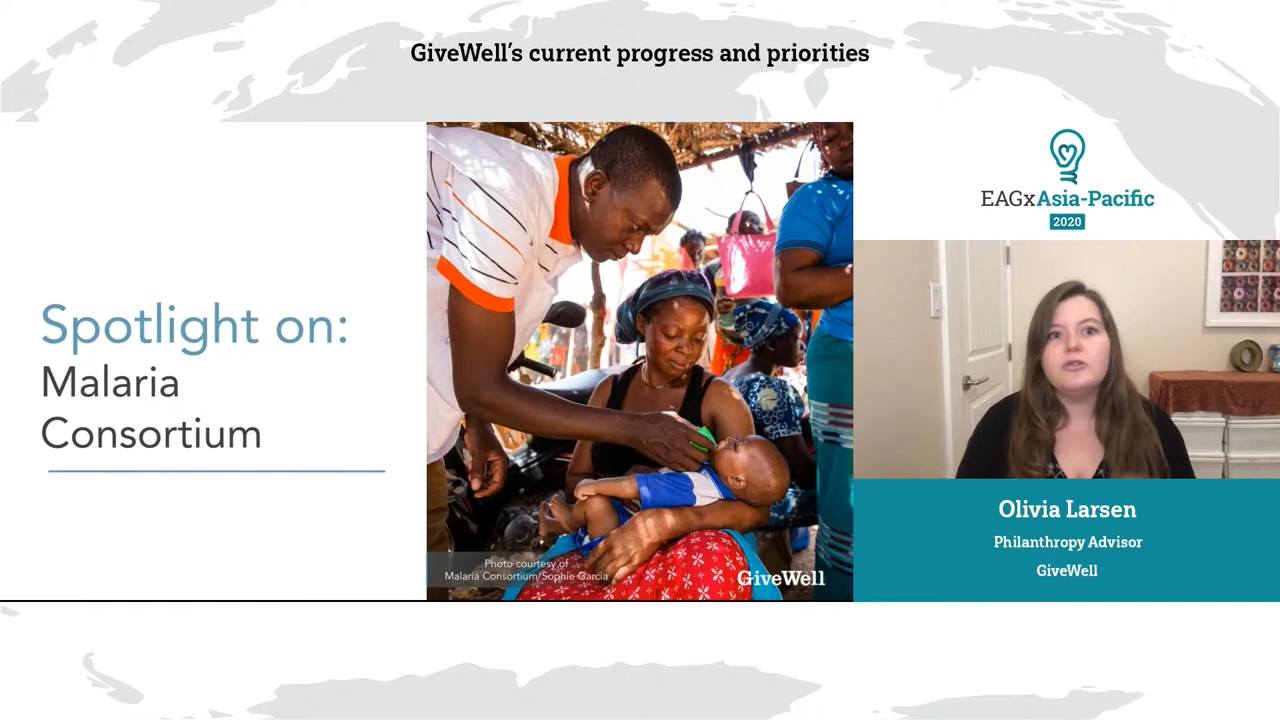 GiveWell's current progress and priorities
Spotlight on:
Malaria
Consortium
Photo courtesy of
Malaria Consortium/Sophie Garcia
GiveWell
EAGxAsia-Pacific
2020
Olivia Larsen
Philanthropy Advisor
GiveWell